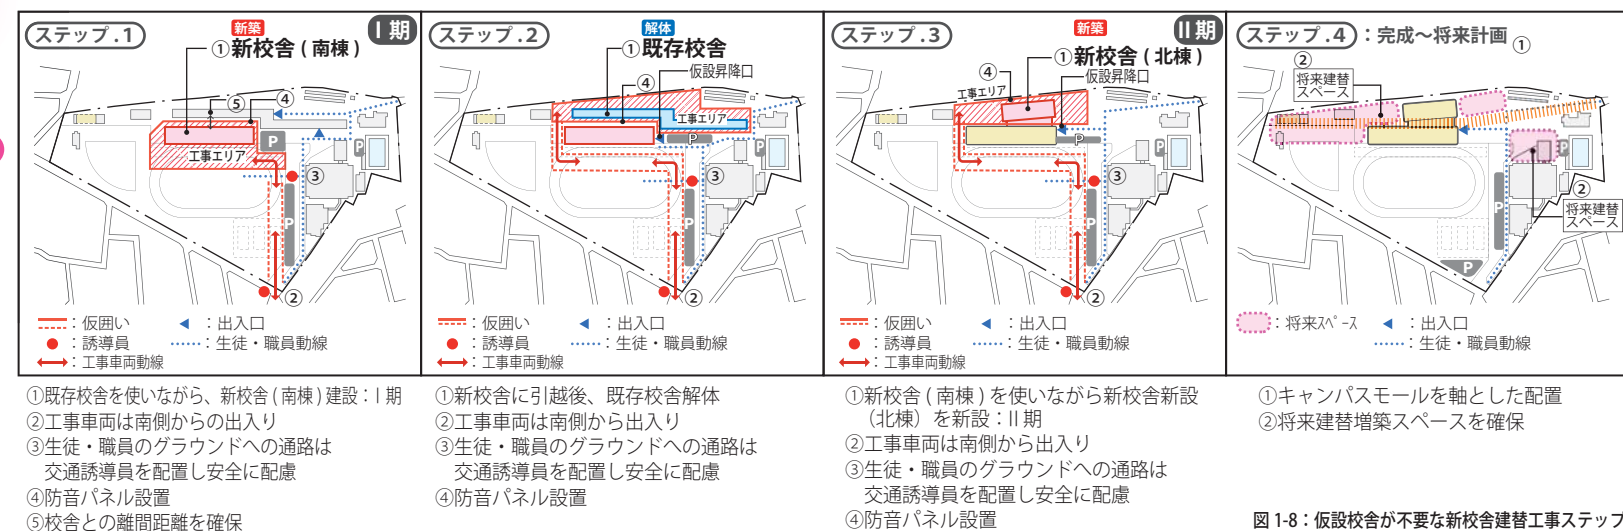 ステップ.1
新築
Ⅰ期
①新校舎(南棟)
⑤
④
工事エリア
P
P
③
P
②
：仮囲い
：出入口
：誘導員
：生徒・職員動線
：工事車両動線
①既存校舎を使いながら、新校舎(南棟)建設：Ⅰ期
②工事車両は南側からの出入り
③生徒・職員のグラウンドへの通路は
交通誘導員を配置し安全に配慮
④防音パネル設置
⑤校舎との離間距離を確保
ステップ.2
解体
①既存校舎
④
仮設昇降口
工事エリア
P
P
③
P
②
：仮囲い
：出入口
：誘導員
：生徒・職員動線
：工事車両動線
①新校舎に引越後、既存校舎解体
②工事車両は南側から出入り
③生徒・職員のグラウンドへの通路は
交通誘導員を配置し安全に配慮
④防音パネル設置
ステップ.3
新築
Ⅱ期
①新校舎(北棟)
④
仮設昇降口
工事エリア
P
P
③
P
②
：仮囲い
：出入口
：誘導員
：生徒・職員動線
：工事車両動線
①新校舎(南棟)を使いながら新校舎新設
（北棟）を新設：Ⅱ期
②工事車両は南側から出入り
③生徒・職員のグラウンドへの通路は
交通誘導員を配置し安全に配慮
④防音パネル設置
ステップ.4：完成～将来計画
①
②
将来建替
スペース
P
②
将来建替
スペース
P
P
：将来ｽﾍﾟｰｽ
：出入口
：生徒・職員動線
①キャンパスモールを軸とした配置
②将来建替増築スペースを確保
図1-8：仮設校舎が不要な新校舎建替工事ステップ